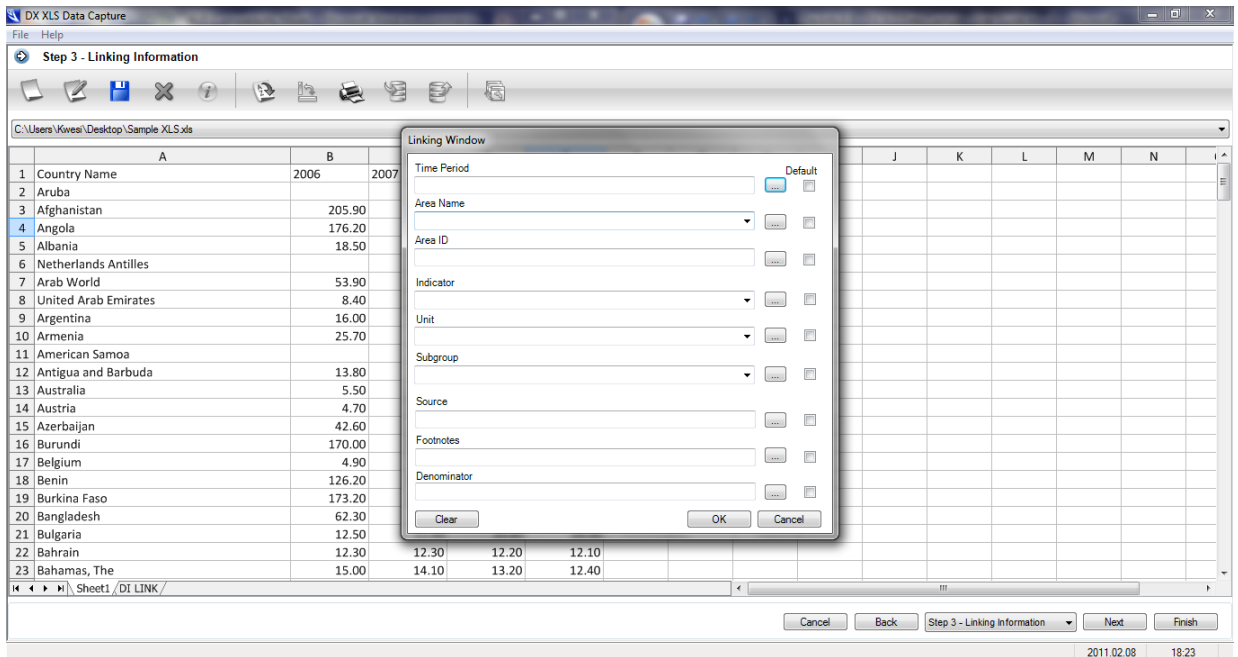 DX XLS Data Capture
File Help
Step 3 - Linking Information
C:\Users\Kwesi\Desktop\Sample XLS.xls
Linking Window
Time Period
Default
...
Area Name
...
Area ID
...
Indicator
...
Unit
...
Subgroup
...
Source
...
Footnotes
...
Denominator
...
Clear OK Cancel
A B J K L M N
1 Country Name 2006 2007
2 Aruba
3 Afghanistan 205.90
4 Angola 176.20
5 Albania 18.50
6 Netherlands Antilles
7 Arab World 53.90
8 United Arab Emirates 8.40
9 Argentina 16.00
10 Armenia 25.70
11 American Samoa
12 Antigua and Barbuda 13.80
13 Australia 5.50
14 Austria 4.70
15 Azerbaijan 42.60
16 Burundi 170.00
17 Belgium 4.90
18 Benin 126.20
19 Burkina Faso 173.20
20 Bangladesh 62.30
21 Bulgaria 12.50
22 Bahrain 12.30 12.30 12.20 12.10
23 Bahamas, The 15.00 14.10 13.20 12.40
Sheet1 DI LINK
Cancel Back Step 3 - Linking Information Next Finish
2011.02.08 18:23